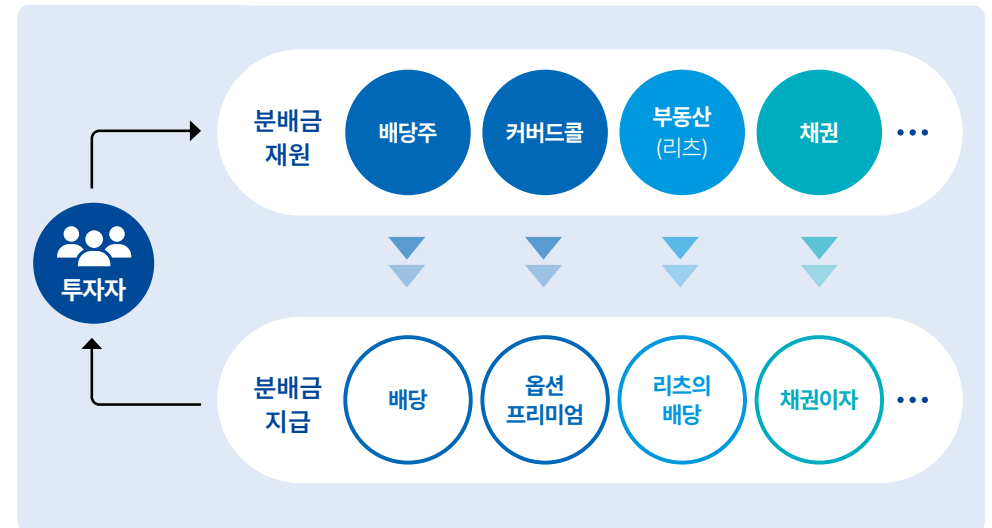 분배금
재원
배당주
커버드콜
부동산
(리츠)
채권
...
투자자
분배금
지급
배당
옵션
프리미엄
리츠의
배당
채권이자
...